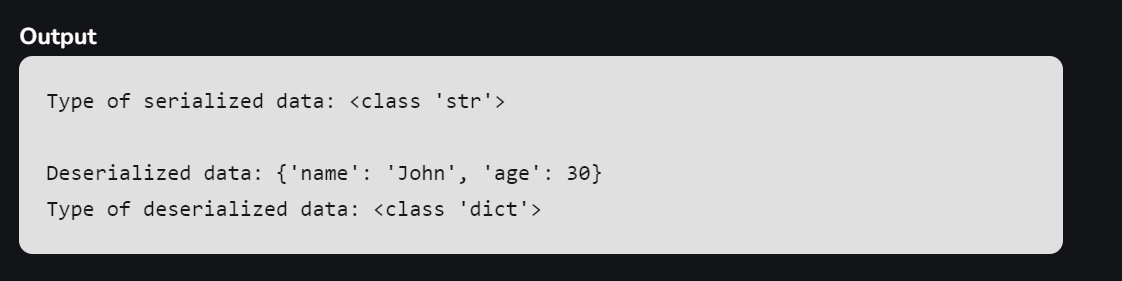 Output
Type of serialized data: <class 'str'>
Deserialized data: {'name': 'John', 'age': 30}
Type of deserialized data: <class 'dict'>